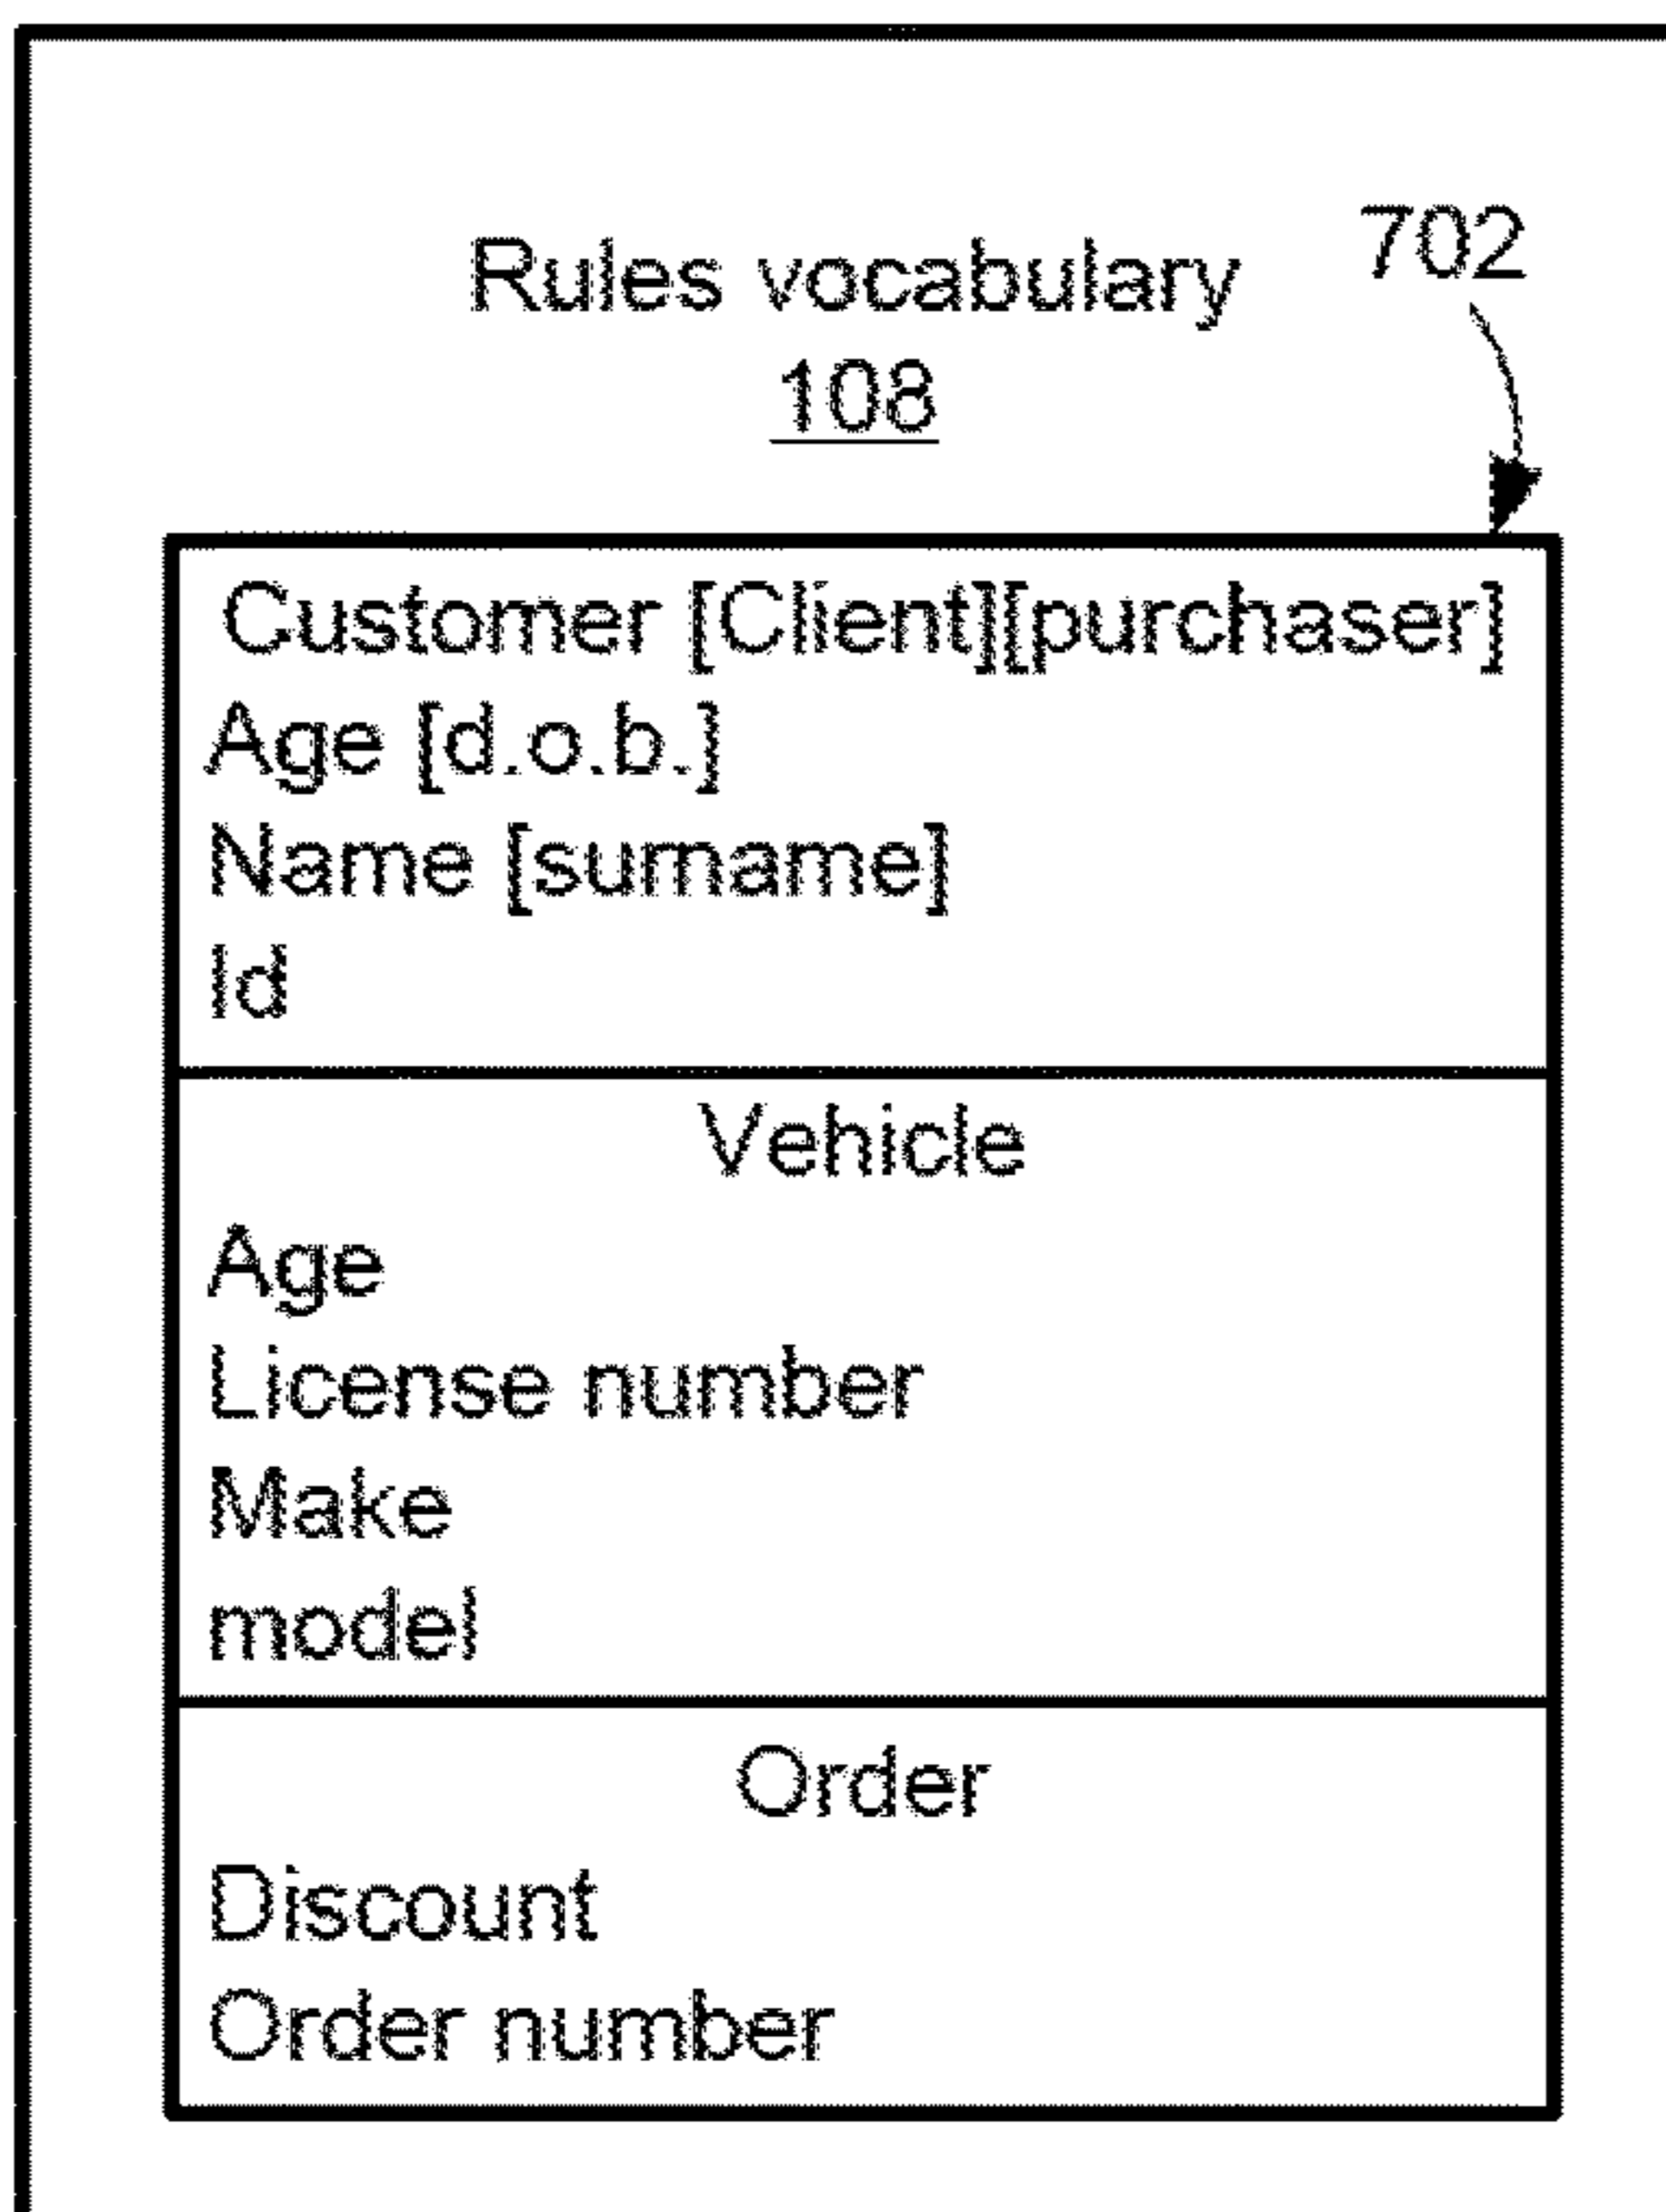 Rules vocabulary
702
108
Customer [Client][purchaser]
Age [d.o.b.]
Name [surname]
Id
Vehicle
Age
License number
Make
model
Order
Discount
Order number